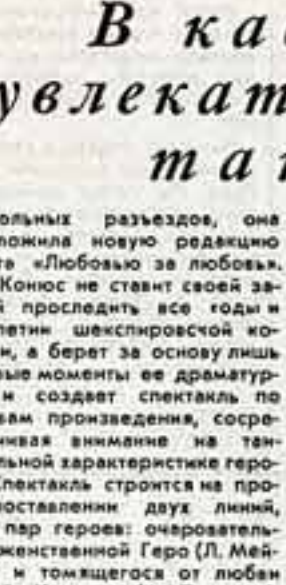 В ка
увлекат
та
ольных разъездов, она
ложила новую редакцию
та «Любовью за любовь».
Конюс не ставит своей за-
й проследить все ходы и
летии шекспировской ко-
и, а берет за основу лишь
вые моменты ее драматур-
и создает спектакль по
вам произведения, сосре-
чивая внимание на тан-
льной характеристике геро-
Спектакль строится на про-
поставлении двух линий,
пар героев: очарователь-
женственной Геро (Л. Мей-
и томящегося от любви